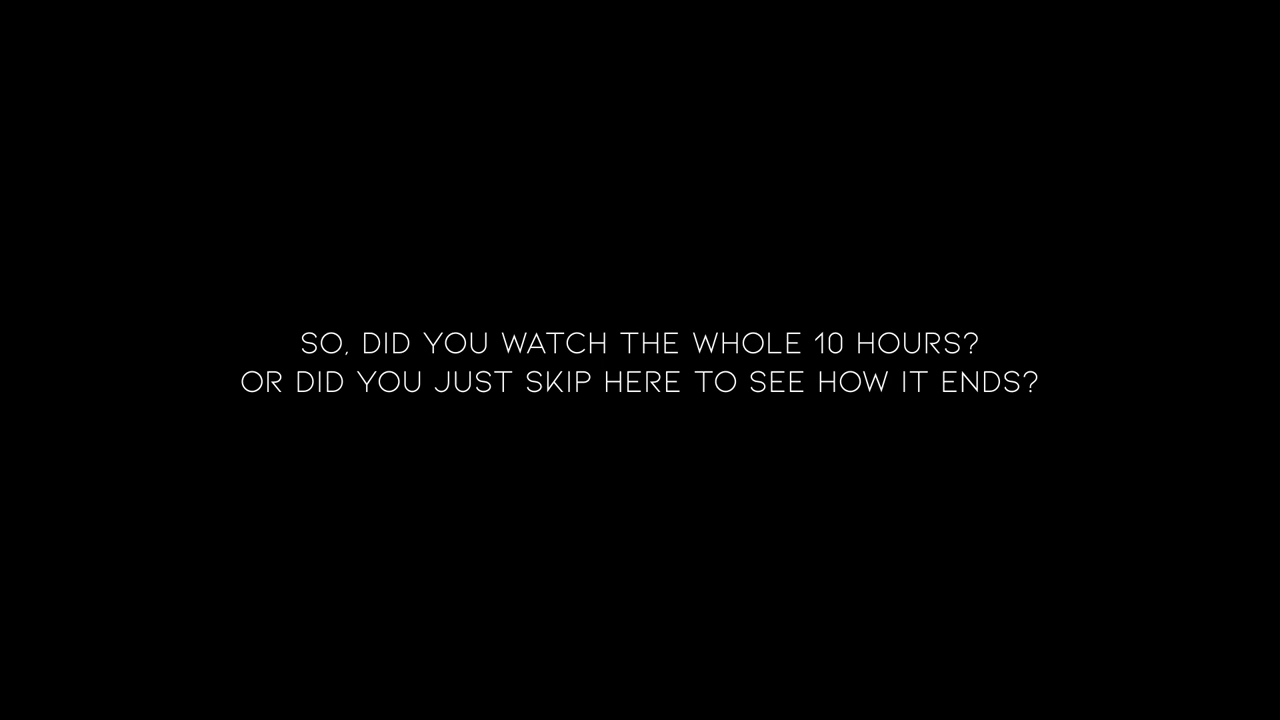 SO, DID YOU WATCH THE WHOLE 10 HOURS?
OR DID YOU JUST SKIP HERE TO SEE HOW IT ENDS?